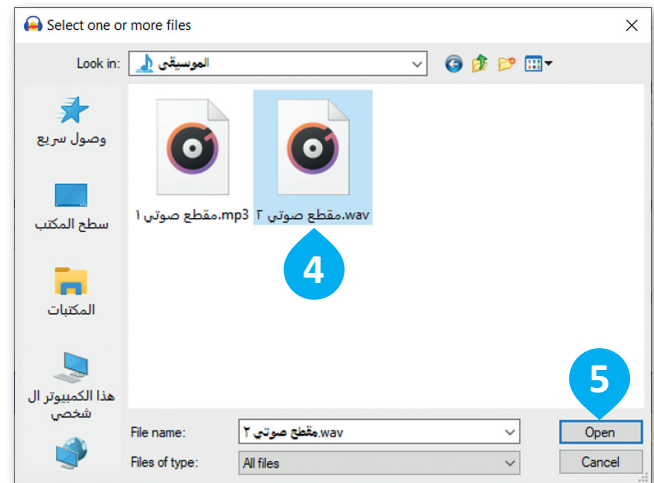 Select one or more files
Look in: الموسيقى
وصول سريع
سطح المكتب
المكتبات
هذا الكمبيوتر ال
شخصي
مقطع صوتي ١.mp3
مقطع صوتي ٢.wav
4
5
File name: مقطع صوتي ٢.wav
Open
Files of type: All files
Cancel